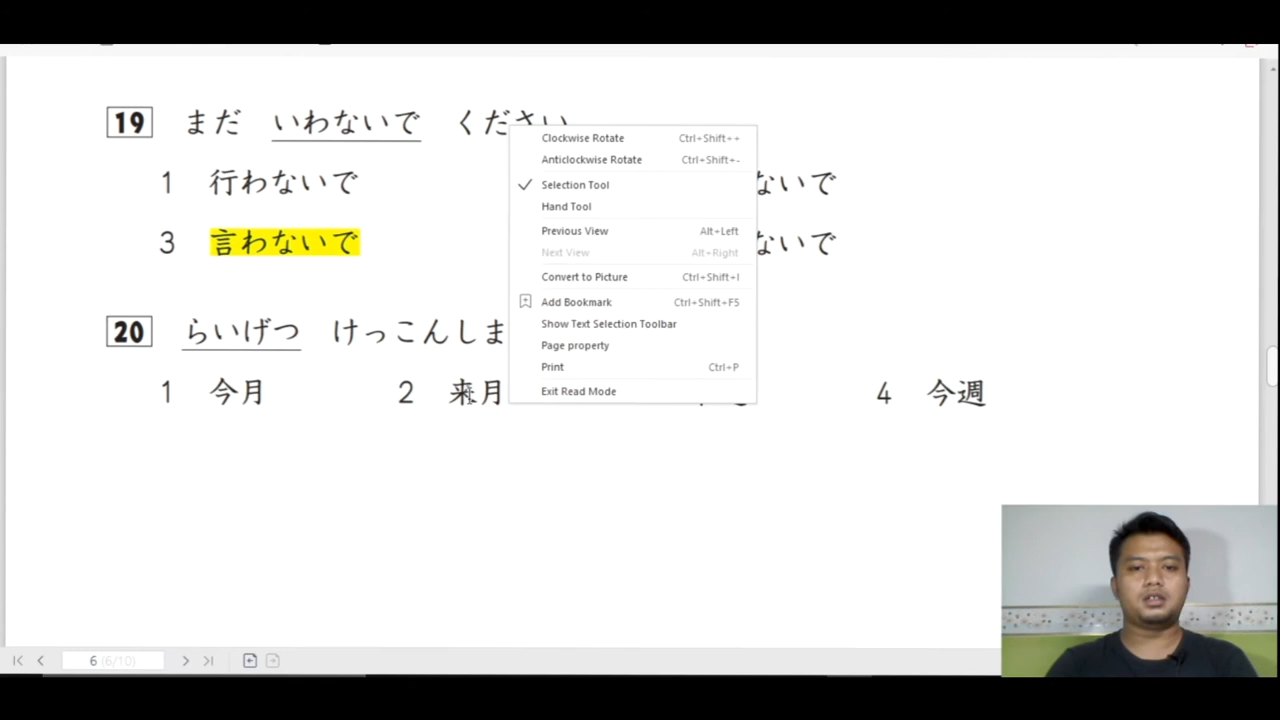 19 まだ いわないで ください
1 行わないで ないで
3 言わないで ないで
20 らいげつ けっこんしま
1 今月 2 来月 4 今週
Clockwise Rotate Ctrl+Shift++
Anticlockwise Rotate Ctrl+Shift+-
Selection Tool
Hand Tool
Previous View Alt+Left
Next View Alt+Right
Convert to Picture Ctrl+Shift+I
Add Bookmark Ctrl+Shift+F5
Show Text Selection Toolbar
Page property
Print Ctrl+P
Exit Read Mode
6 (6/10)